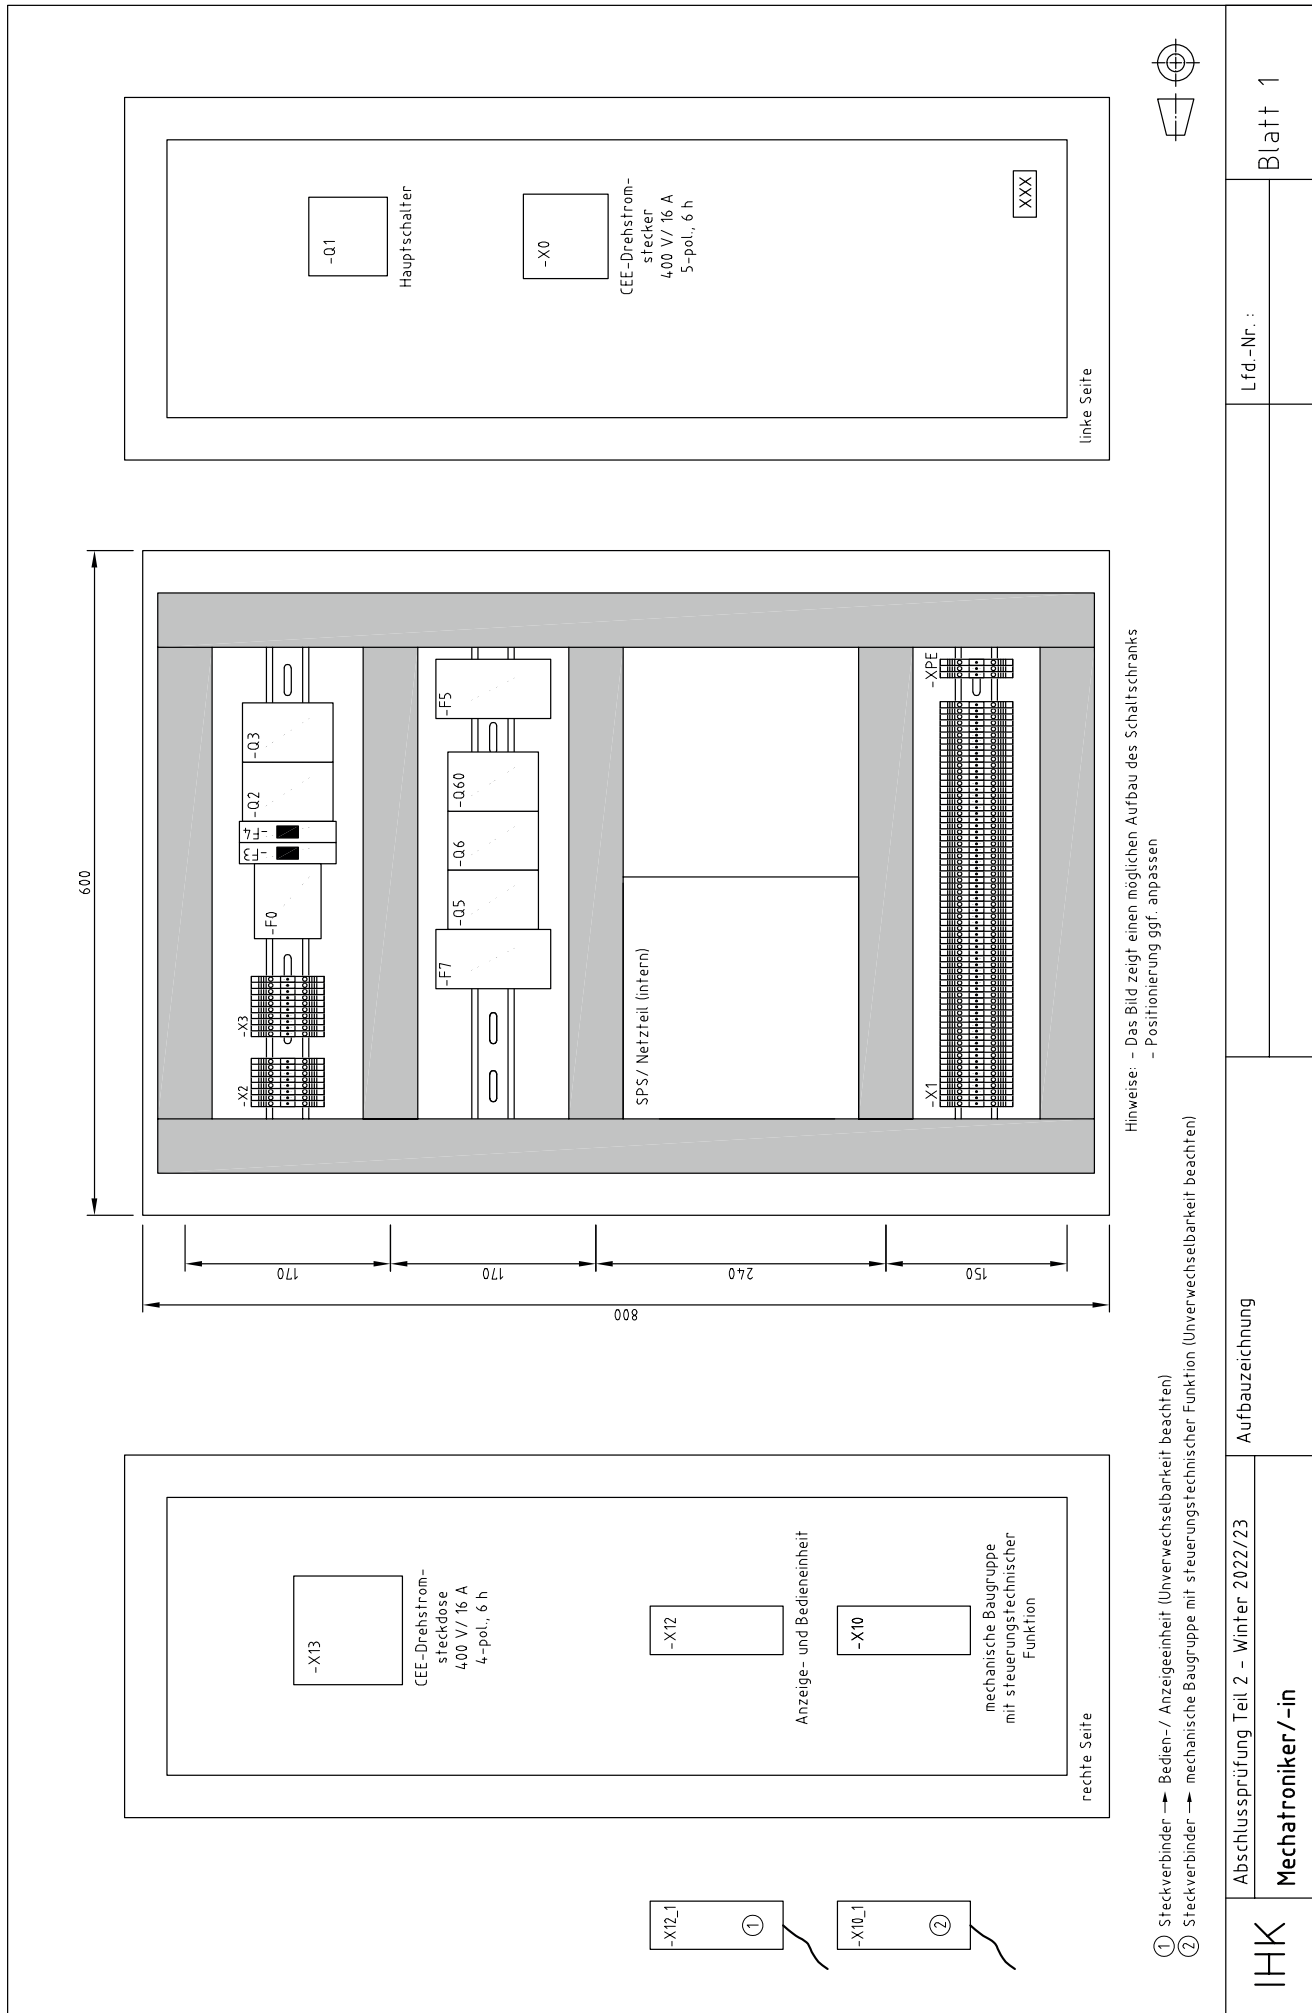 -X12_1
①
-X10_1
②
-X13
CEE-Drehstrom-
steckdose
400 V/ 16 A
4-pol., 6 h
-X12
Anzeige- und Bedieneinheit
-X10
mechanische Baugruppe
mit steuerungstechnischer
Funktion
rechte Seite
800
170
170
240
150
600
-X2
-X3
-F0
-F3
-F4
-Q2
-Q3
-F7
-Q5
-Q6
-Q60
-F5
SPS/ Netzteil (intern)
-X1
-XPE
Hinweise: - Das Bild zeigt einen möglichen Aufbau des Schaltschranks
- Positionierung ggf. anpassen
-Q1
Hauptschalter
-X0
CEE-Drehstrom-
stecker
400 V/ 16 A
5-pol., 6 h
XXX
linke Seite
① Steckverbinder → Bedien-/ Anzeigeeinheit (Unverwechselbarkeit beachten)
② Steckverbinder → mechanische Baugruppe mit steuerungstechnischer Funktion (Unverwechselbarkeit beachten)
IHK
Abschlussprüfung Teil 2 - Winter 2022/23
Mechatroniker/-in
Aufbauzeichnung
Lfd.-Nr. :
Blatt 1